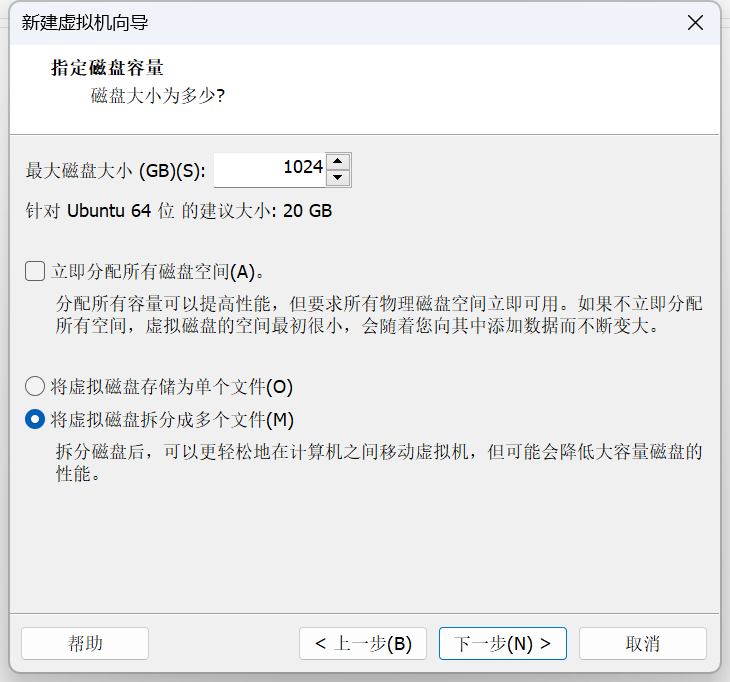 新建虚拟机向导
指定磁盘容量
磁盘大小为多少?
最大磁盘大小 (GB)(S): 1024
针对 Ubuntu 64 位 的建议大小: 20 GB
立即分配所有磁盘空间(A)。
分配所有容量可以提高性能，但要求所有物理磁盘空间立即可用。如果不立即分配
所有空间，虚拟磁盘的空间最初很小，会随着您向其中添加数据而不断变大。
将虚拟磁盘存储为单个文件(O)
将虚拟磁盘拆分成多个文件(M)
拆分磁盘后，可以更轻松地在计算机之间移动虚拟机，但可能会降低大容量磁盘的
性能。
帮助 < 上一步(B) 下一步(N) > 取消